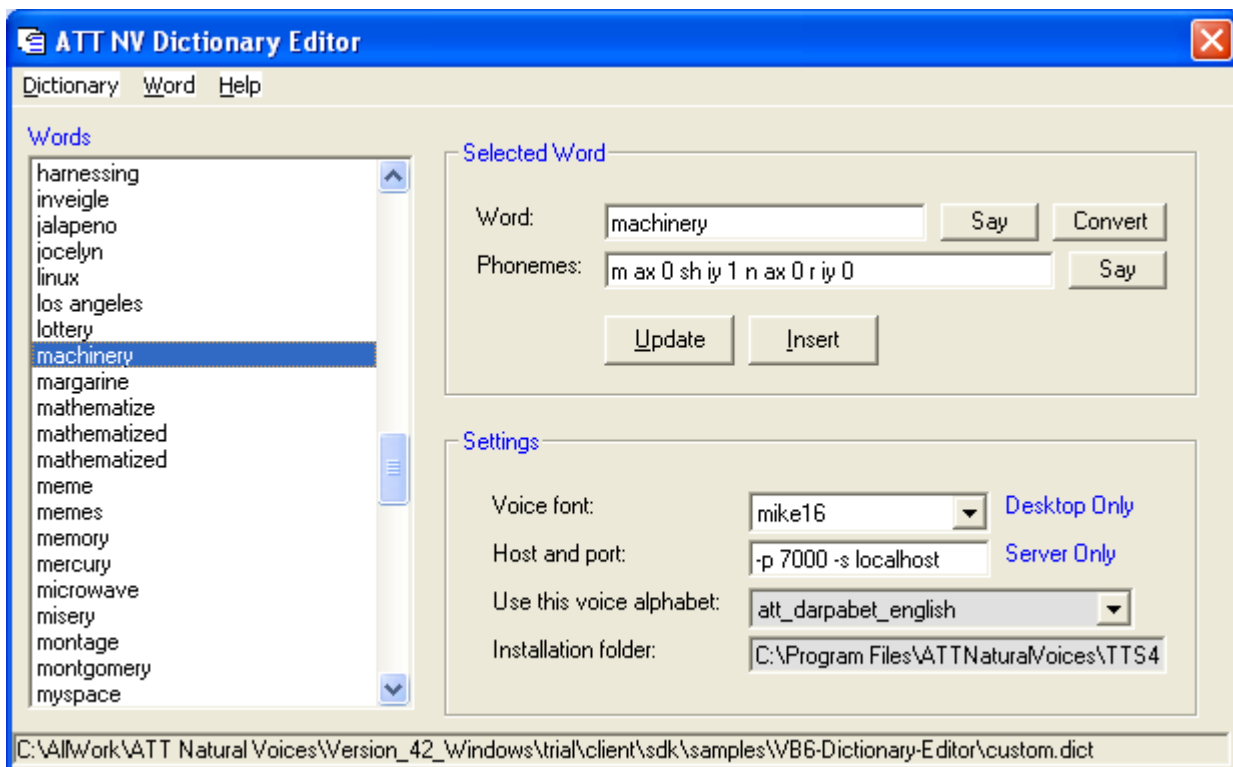 ATT NV Dictionary Editor
Dictionary Word Help
Words
harnessing
inveigle
jalapeno
jocelyn
linux
los angeles
lottery
machinery
margarine
mathematize
mathematized
mathematized
meme
memes
memory
mercury
microwave
misery
montage
montgomery
myspace
Selected Word
Word: machinery Say Convert
Phonemes: m ax 0 sh iy 1 n ax 0 r iy 0 Say
Update Insert
Settings
Voice font: mike16 Desktop Only
Host and port: -p 7000 -s localhost Server Only
Use this voice alphabet: att_darpabet_english
Installation folder: C:\Program Files\ATTNaturalVoices\TTS4
C:\AllWork\ATT Natural Voices\Version_42_Windows\trial\client\sdk\samples\VB6-Dictionary-Editor\custom.dict